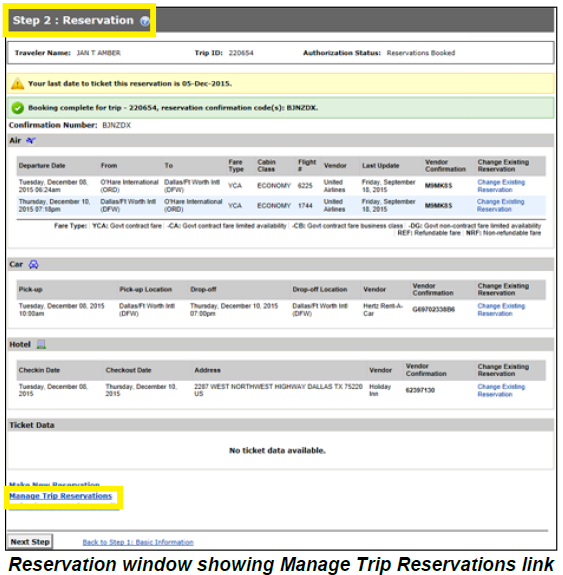 Step 2 : Reservation ?
Traveler Name: JAN T AMBER Trip ID: 220654 Authorization Status: Reservations Booked
Your last date to ticket this reservation is 05-Dec-2015.
Booking complete for trip - 220654, reservation confirmation code(s): BJNZDX.
Confirmation Number: BJNZDX
Air
Departure Date From To Fare Type Cabin Class Flight # Vendor Last Update Vendor Confirmation Change Existing Reservation
Tuesday, December 08, 2015 06:24am O'Hare International (ORD) Dallas/Ft Worth Intl (DFW) YCA ECONOMY 6225 United Airlines Friday, September 18, 2015 M9MK8S Change Existing Reservation
Thursday, December 10, 2015 07:18pm Dallas/Ft Worth Intl (DFW) O'Hare International (ORD) YCA ECONOMY 1744 United Airlines Friday, September 18, 2015 M9MK8S Change Existing Reservation
Fare Type: | YCA: Govt contract fare | -CA: Govt contract fare limited availability | -CB: Govt contract fare business class -DG: Govt non-contract fare limited availability
REF: Refundable fare NRF: Non-refundable fare
Car
Pick-up Pick-up Location Drop-off Drop-off Location Vendor Vendor Confirmation Change Existing Reservation
Tuesday, December 08, 2015 10:00am Dallas/Ft Worth Intl (DFW) Thursday, December 10, 2015 07:00pm Dallas/Ft Worth Intl (DFW) Hertz Rent-A-Car G69702338B6 Change Existing Reservation
Hotel
Checkin Date Checkout Date Address Vendor Vendor Confirmation Change Existing Reservation
Tuesday, December 08, 2015 Thursday, December 10, 2015 2287 WEST NORTHWEST HIGHWAY DALLAS TX 75220 US Holiday Inn 62397130 Change Existing Reservation
Ticket Data
No ticket data available.
Make New Reservation
Manage Trip Reservations
Next Step Back to Step 1: Basic Information
Reservation window showing Manage Trip Reservations link